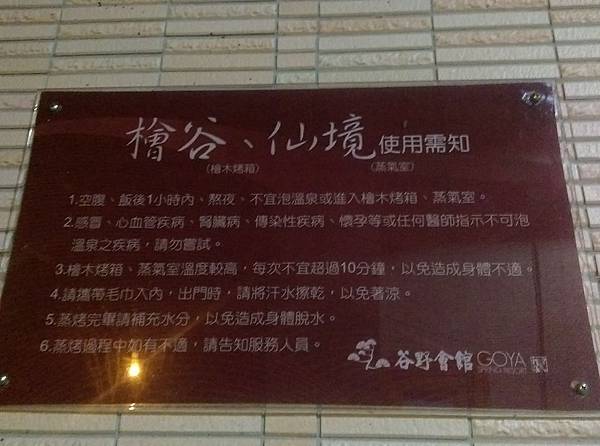 檜谷、仙境使用需知
(檜木烤箱) (蒸氣室)
1.空腹、飯後1小時內、熬夜、不宜泡溫泉或進入檜木烤箱、蒸氣室。
2.感冒、心血管疾病、腎臟病、傳染性疾病、懷孕等或任何醫師指示不可泡
溫泉之疾病，請勿嘗試。
3.檜木烤箱、蒸氣室溫度較高，每次不宜超過10分鐘，以免造成身體不適。
4.請攜帶毛巾入內，出門時，請將汗水擦乾，以免著涼。
5.蒸烤完畢請補充水分，以免造成身體脫水。
6.蒸烤過程中如有不適，請告知服務人員。
谷野會館 GOYA
SPRING RESORT